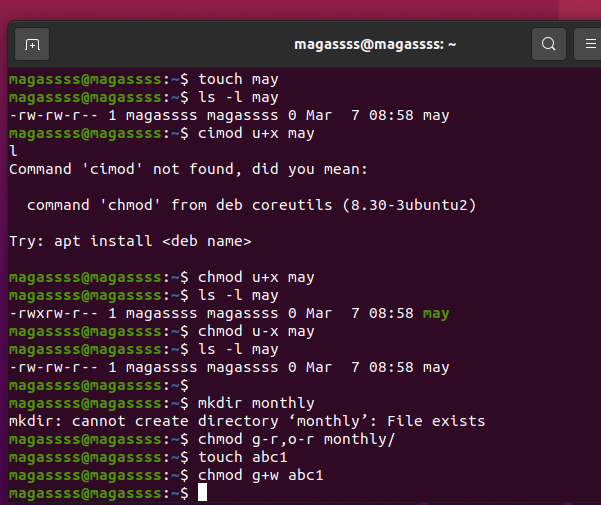 magassss@magassss: ~
magassss@magassss:~$ touch may
magassss@magassss:~$ ls -l may
-rw-rw-r-- 1 magassss magassss 0 Mar  7 08:58 may
magassss@magassss:~$ cimod u+x may
l
Command 'cimod' not found, did you mean:
  command 'chmod' from deb coreutils (8.30-3ubuntu2)
Try: apt install <deb name>
magassss@magassss:~$ chmod u+x may
magassss@magassss:~$ ls -l may
-rwxrw-r-- 1 magassss magassss 0 Mar  7 08:58 may
magassss@magassss:~$ chmod u-x may
magassss@magassss:~$ ls -l may
-rw-rw-r-- 1 magassss magassss 0 Mar  7 08:58 may
magassss@magassss:~$
magassss@magassss:~$ mkdir monthly
mkdir: cannot create directory ‘monthly’: File exists
magassss@magassss:~$ chmod g-r,o-r monthly/
magassss@magassss:~$ touch abc1
magassss@magassss:~$ chmod g+w abc1
magassss@magassss:~$